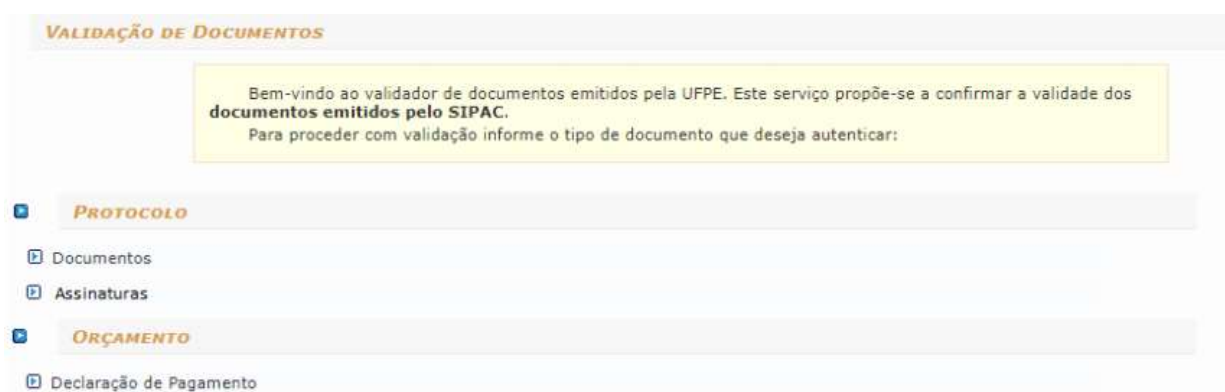 VALIDAÇÃO DE DOCUMENTOS
Bem-vindo ao validador de documentos emitidos pela UFPE. Este serviço propõe-se a confirmar a validade dos
documentos emitidos pelo SIPAC.
Para proceder com validação informe o tipo de documento que deseja autenticar:
PROTOCOLO
Documentos
Assinaturas
ORÇAMENTO
Declaração de Pagamento